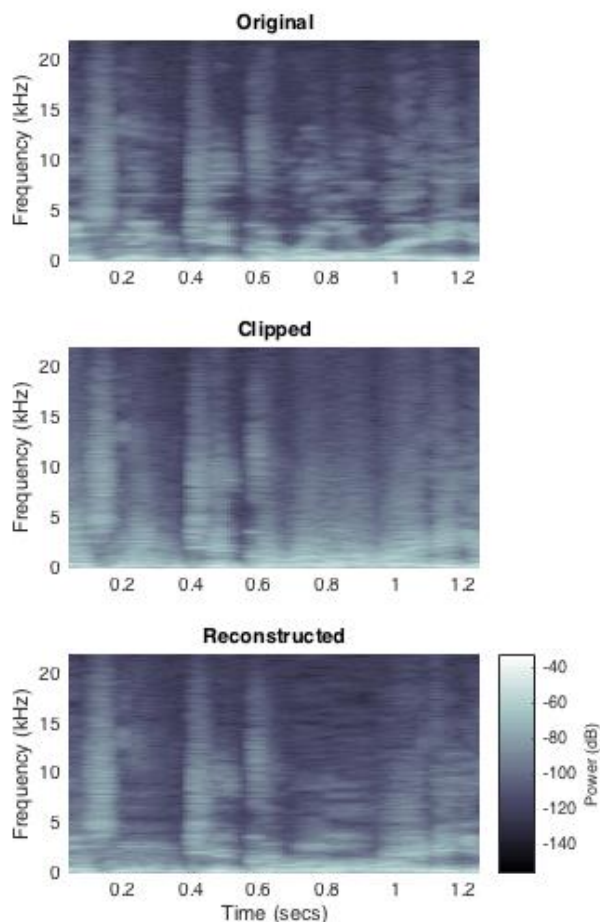 Original
Frequency (kHz)
20
15
10
5
0
0.2 0.4 0.6 0.8 1 1.2
Clipped
Frequency (kHz)
20
15
10
5
0
0.2 0.4 0.6 0.8 1 1.2
Reconstructed
Frequency (kHz)
20
15
10
5
0
0.2 0.4 0.6 0.8 1 1.2
Time (secs)
-40
-60
-80
-100
-120
-140
Power (dB)